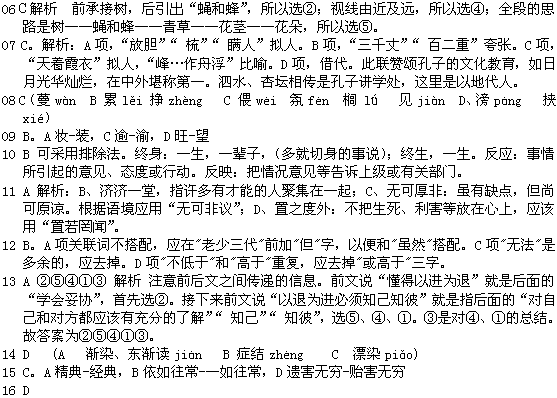 06 C 解析　前承接树，后引出“蝇和蜂”，所以选②；视线由近及远，所以选④；全段的思
路是树——蝇和蜂——青草——花茎——花朵，所以选⑤。
07 C。解析：A 项，“放胆”“ 梳”“ 瞒人”拟人。B 项，“三千丈”“ 百二重”夸张。C 项，
“天着霞衣”拟人，“峰…作舟浮”比喻。D 项，借代。此联赞颂孔子的文化教育，如日
月光华灿烂，在中外堪称第一。泗水、杏坛相传是孔子讲学处，这里是以地代人。
08 C（蔓 wàn　B 累 lěi 挣 zhèng　C 偎 wēi 氛 fēn 榈 lǘ　见 jiàn　D、滂 pāng　挟
xié）
09 B。A 妆-装，C 逾-渝，D 旺-望
10 B 可采用排除法。终身：一生，一辈子，（多就切身的事说）；终生，一生。反应：事情
所引起的意见、态度或行动。反映：把情况意见等告诉上级或有关部门。
11 A 解析：B、济济一堂，指许多有才能的人聚集在一起；C、无可厚非：虽有缺点，但尚
可原谅。根据语境应用“无可非议”；D、置之度外：不把生死、利害等放在心上，应该
用“置若罔闻”。
12 B。A 项关联词不搭配，应在"老少三代"前加"但"字，以便和"虽然"搭配。C 项"无法"是
多余的，应去掉。D 项"不低于"和"高于"重复，应去掉"或高于"三字。
13 A ②⑤④①③ 解析 注意前后文之间传递的信息。前文说“懂得以进为退”就是后面的
“学会妥协”，首先选②。接下来前文说“以退为进必须知己知彼”就是指后面的“对自
己和对方都应该有充分的了解”“ 知己”“ 知彼”，选⑤、④、①。③是对④、①的总结。
故答案为②⑤④①③。
14 D　（A　渐染、东渐读 jiān　B 症结 zhēng　C　漂染 piǎo）
15 C。A 精典-经典，B 依如往常-一如往常，D 遗害无穷-贻害无穷
16 D